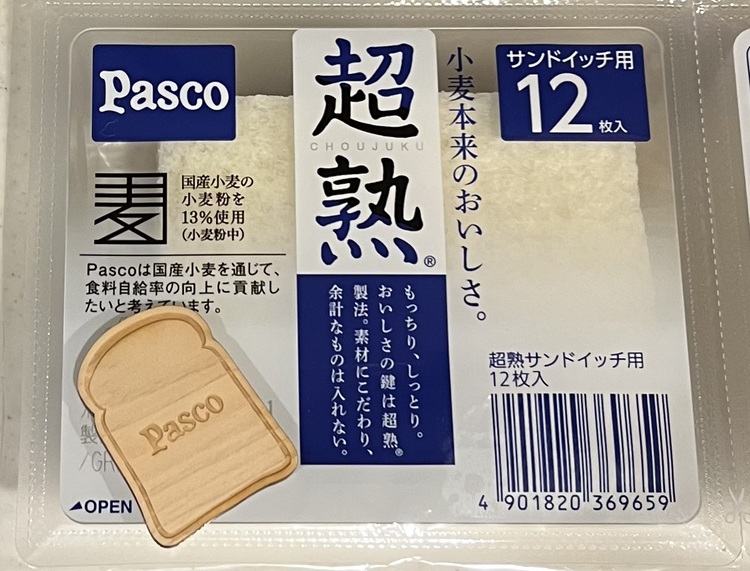 Pasco
超熟
CHOUJUKU
®
小麦本来のおいしさ。
サンドイッチ用
12枚入
麦
国産小麦の
小麦粉を
13%使用
(小麦粉中)
Pascoは国産小麦を通じて、
食料自給率の向上に貢献し
たいと考えています。
もっちり、しっとり。
おいしさの鍵は超熟®
製法。素材にこだわり、
余計なものは入れない。
超熟サンドイッチ用
12枚入
4 901820 369659
Pasco
製
/GR
OPEN